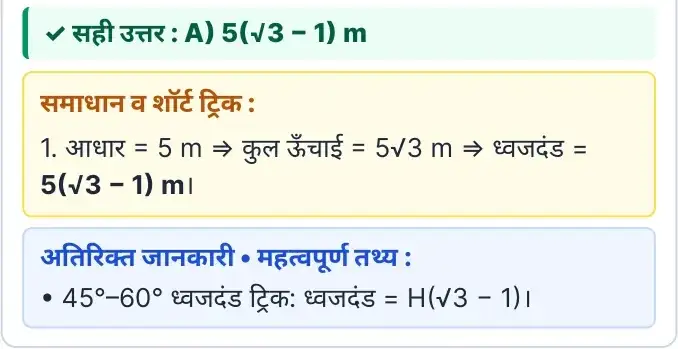 ✓ सही उत्तर : A) 5(√3 – 1) m
समाधान व शॉर्ट ट्रिक :
1. आधार = 5 m ⇒ कुल ऊँचाई = 5√3 m ⇒ ध्वजदंड =
5(√3 – 1) m।
अतिरिक्त जानकारी • महत्वपूर्ण तथ्य :
• 45°–60° ध्वजदंड ट्रिक: ध्वजदंड = H(√3 − 1)।